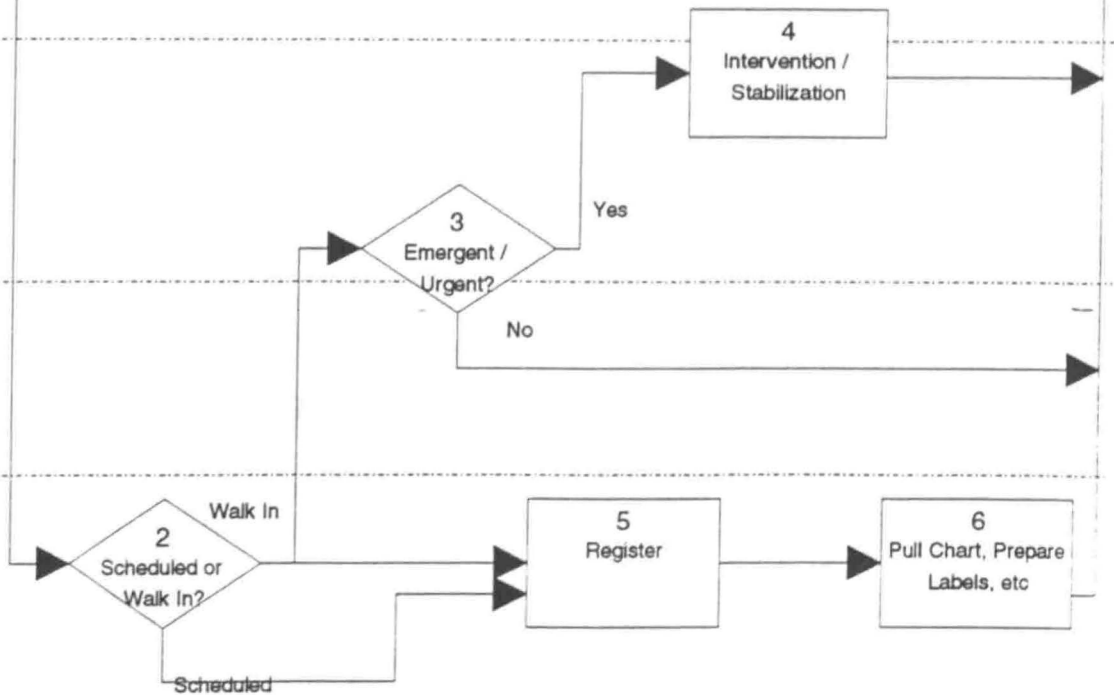 4
Intervention /
Stabilization
Yes
3
Emergent /
Urgent?
No
Walk In
2
Scheduled or
Walk In?
Scheduled
5
Register
6
Pull Chart, Prepare
Labels, etc